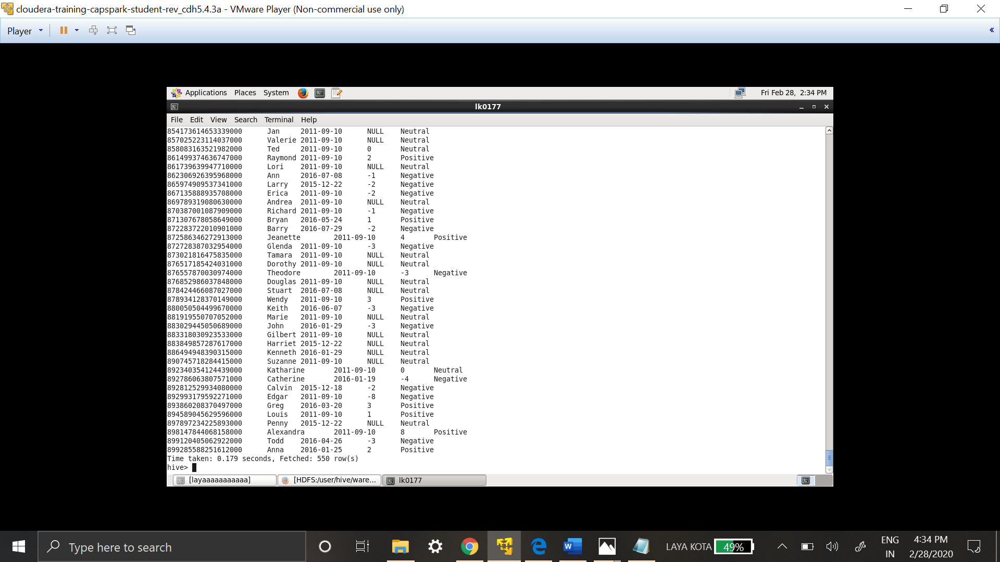 cloudera-training-capspark-student-rev_cdh5.4.3a - VMware Player (Non-commercial use only)
Player
Applications Places System Fri Feb 28, 2:34 PM
lk0177
File Edit View Search Terminal Help
854173614653339000 Jan 2011-09-10 NULL Neutral
857025223114037000 Valerie 2011-09-10 NULL Neutral
858083163521982000 Ted 2011-09-10 0 Neutral
861499374636747000 Raymond 2011-09-10 2 Positive
861739639947710000 Lori 2011-09-10 NULL Neutral
862306926395968000 Ann 2016-07-08 -1 Negative
865974909537341000 Larry 2015-12-22 -2 Negative
867135888935708000 Erica 2011-09-10 -2 Negative
869789319080630000 Andrea 2011-09-10 NULL Neutral
870387001087909000 Richard 2011-09-10 -1 Negative
871307678058649000 Bryan 2016-05-24 1 Positive
872283722010901000 Barry 2016-07-29 -2 Negative
872586346272913000 Jeanette 2011-09-10 4 Positive
872728387032954000 Glenda 2011-09-10 -3 Negative
873021816475835000 Tamara 2011-09-10 NULL Neutral
876517185424031000 Dorothy 2011-09-10 NULL Neutral
876557870030974000 Theodore 2011-09-10 -3 Negative
876852986037848000 Douglas 2011-09-10 NULL Neutral
878424466087027000 Stuart 2016-07-08 NULL Neutral
878934128370149000 Wendy 2011-09-10 3 Positive
880050504499670000 Keith 2016-06-07 -3 Negative
881919550707052000 Marie 2011-09-10 NULL Neutral
883029445050689000 John 2016-01-29 -3 Negative
883318030923533000 Gilbert 2011-09-10 NULL Neutral
883849857287617000 Harriet 2015-12-22 NULL Neutral
886494948390315000 Kenneth 2016-01-29 NULL Neutral
890745718284415000 Suzanne 2011-09-10 NULL Neutral
892340354124439000 Katharine 2011-09-10 0 Neutral
892786063807571000 Catherine 2016-01-19 -4 Negative
892812529934080000 Calvin 2015-12-18 -2 Negative
892993179592271000 Edgar 2011-09-10 -8 Negative
893860208370497000 Greg 2016-03-20 3 Positive
894589045629596000 Louis 2011-09-10 1 Positive
897897234225893000 Penny 2015-12-22 NULL Neutral
898147844068158000 Alexandra 2011-09-10 8 Positive
899120405062922000 Todd 2016-04-26 -3 Negative
899285588251612000 Anna 2016-01-25 2 Positive
Time taken: 0.179 seconds, Fetched: 550 row(s)
hive>
[layaaaaaaaaaaa] [HDFS:/user/hive/ware... lk0177
Type here to search LAYA KOTA 49% ENG IN 4:34 PM 2/28/2020